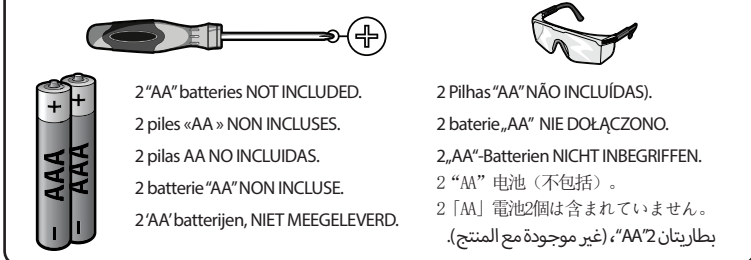 +
+
AAA
AAA
–
–
2 “AA” batteries NOT INCLUDED.
2 piles «AA » NON INCLUSES.
2 pilas AA NO INCLUIDAS.
2 batterie “AA” NON INCLUSE.
2 ‘AA’ batterijen, NIET MEEGELEVERD.
2 Pilhas “AA” NÃO INCLUÍDAS).
2 baterie „AA” NIE DOŁĄCZONO.
2 „AA“-Batterien NICHT INBEGRIFFEN.
2 “AA” 电池（不包括）。
2「AA」電池2個は含まれていません。
بطاريتان 2“AA”، (غير موجودة مع المنتج).